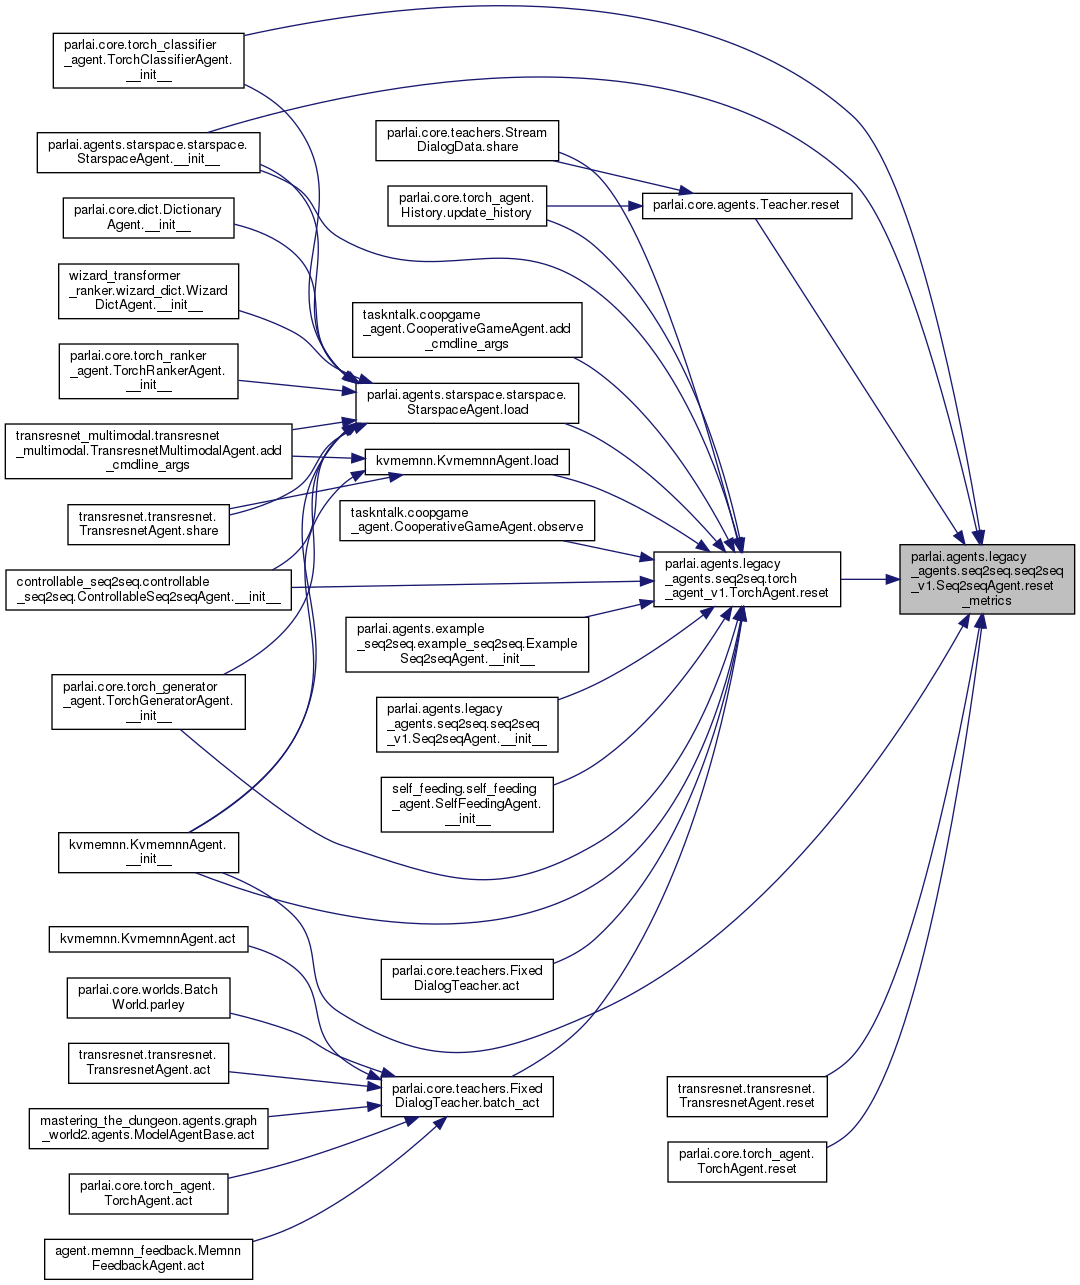 parlai.core.torch_classifier
_agent.TorchClassifierAgent.
__init__
parlai.agents.starspace.starspace.
StarspaceAgent.__init__
parlai.core.dict.Dictionary
Agent.__init__
wizard_transformer
_ranker.wizard_dict.Wizard
DictAgent.__init__
parlai.core.torch_ranker
_agent.TorchRankerAgent.
__init__
transresnet_multimodal.transresnet
_multimodal.TransresnetMultimodalAgent.add
_cmdline_args
transresnet.transresnet.
TransresnetAgent.share
controllable_seq2seq.controllable
_seq2seq.ControllableSeq2seqAgent.__init__
parlai.core.torch_generator
_agent.TorchGeneratorAgent.
__init__
kvmemnn.KvmemnnAgent.
__init__
kvmemnn.KvmemnnAgent.act
parlai.core.worlds.Batch
World.parley
transresnet.transresnet.
TransresnetAgent.act
mastering_the_dungeon.agents.graph
_world2.agents.ModelAgentBase.act
parlai.core.torch_agent.
TorchAgent.act
agent.memnn_feedback.Memnn
FeedbackAgent.act
parlai.core.teachers.Stream
DialogData.share
parlai.core.torch_agent.
History.update_history
taskntalk.coopgame
_agent.CooperativeGameAgent.add
_cmdline_args
parlai.agents.starspace.starspace.
StarspaceAgent.load
kvmemnn.KvmemnnAgent.load
taskntalk.coopgame
_agent.CooperativeGameAgent.observe
parlai.agents.example
_seq2seq.example_seq2seq.Example
Seq2seqAgent.__init__
parlai.agents.legacy
_agents.seq2seq.seq2seq
_v1.Seq2seqAgent.__init__
self_feeding.self_feeding
_agent.SelfFeedingAgent.
__init__
parlai.core.teachers.Fixed
DialogTeacher.act
parlai.core.teachers.Fixed
DialogTeacher.batch_act
parlai.core.agents.Teacher.reset
parlai.agents.legacy
_agents.seq2seq.torch
_agent_v1.TorchAgent.reset
transresnet.transresnet.
TransresnetAgent.reset
parlai.core.torch_agent.
TorchAgent.reset
parlai.agents.legacy
_agents.seq2seq.seq2seq
_v1.Seq2seqAgent.reset
_metrics